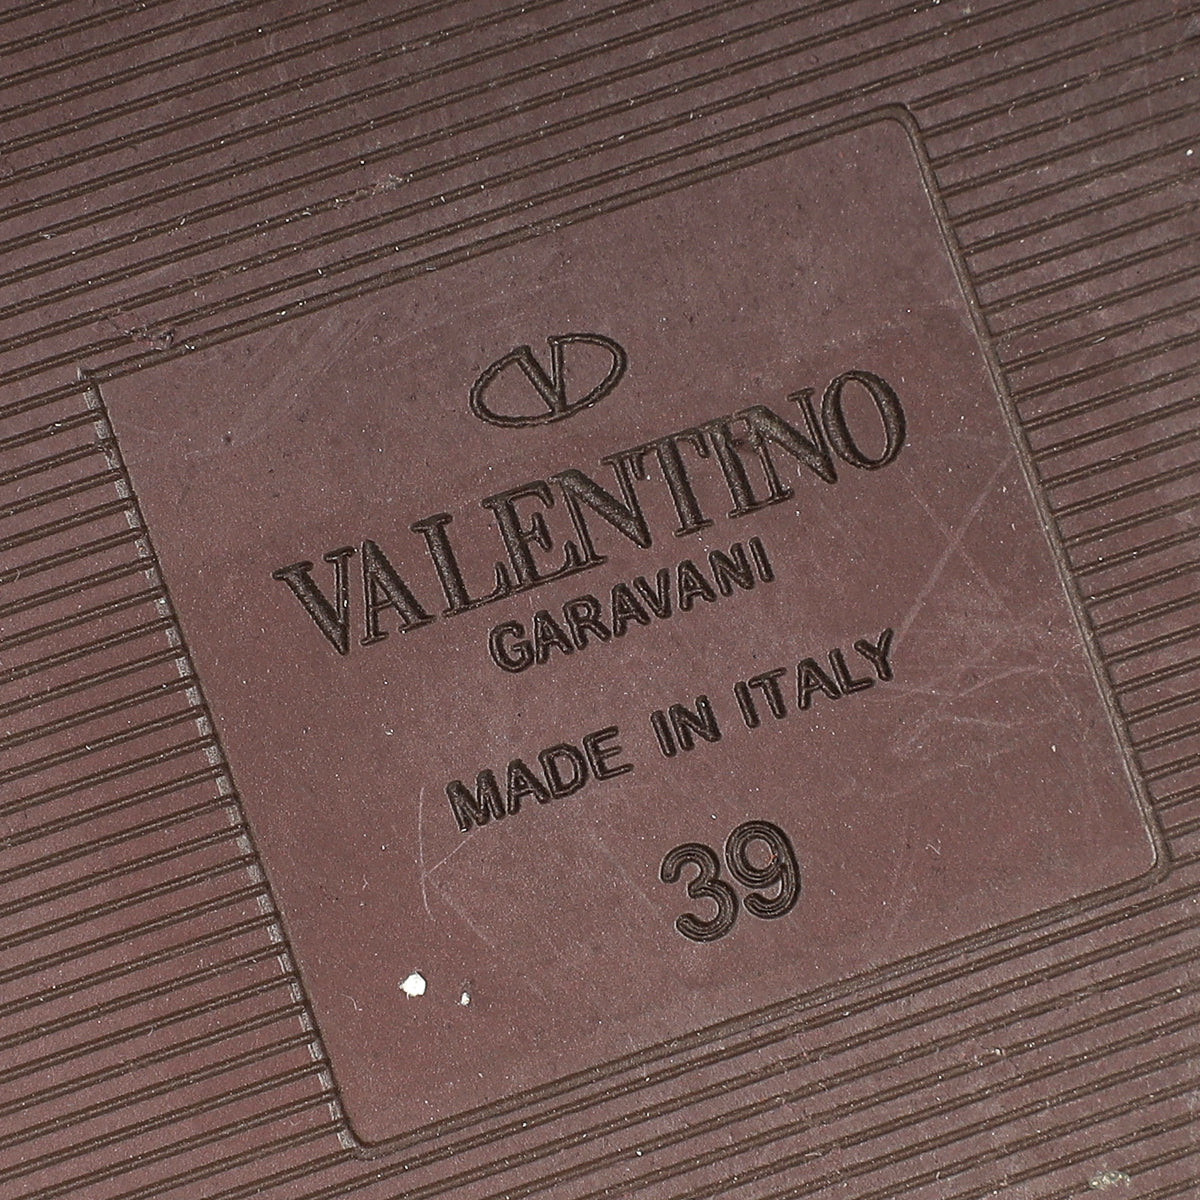 V
VALENTINO
GARAVANI
MADE IN ITALY
39